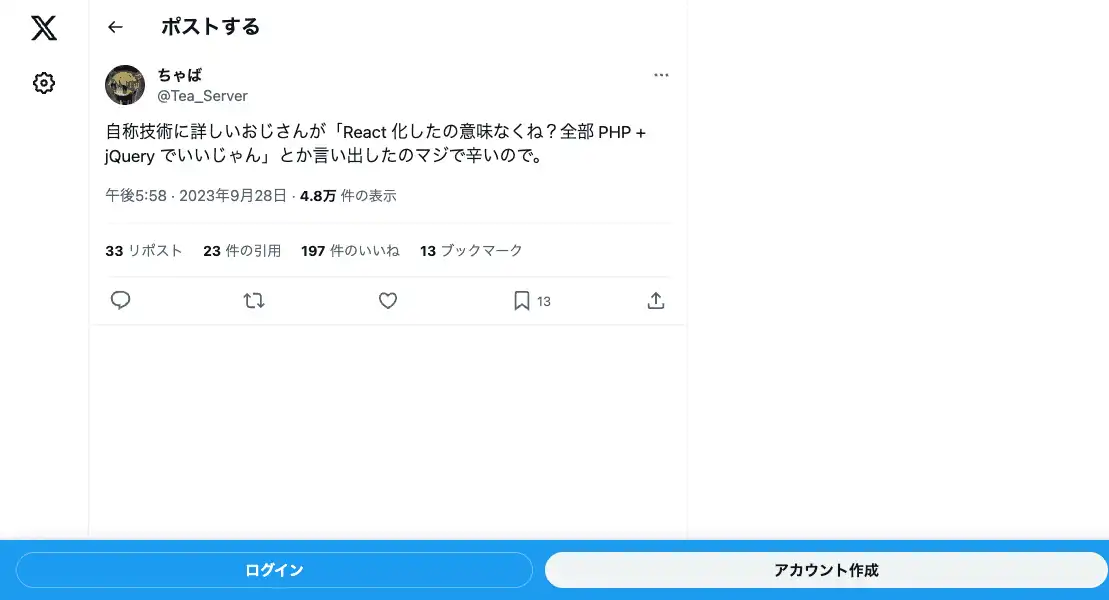 ポストする
ちゃば
@Tea_Server
自称技術に詳しいおじさんが「React 化したの意味なくね？全部 PHP +
jQuery でいいじゃん」とか言い出したのマジで辛いので。
午後5:58 · 2023年9月28日 · 4.8万 件の表示
33 リポスト 23 件の引用 197 件のいいね 13 ブックマーク
13
ログイン アカウント作成